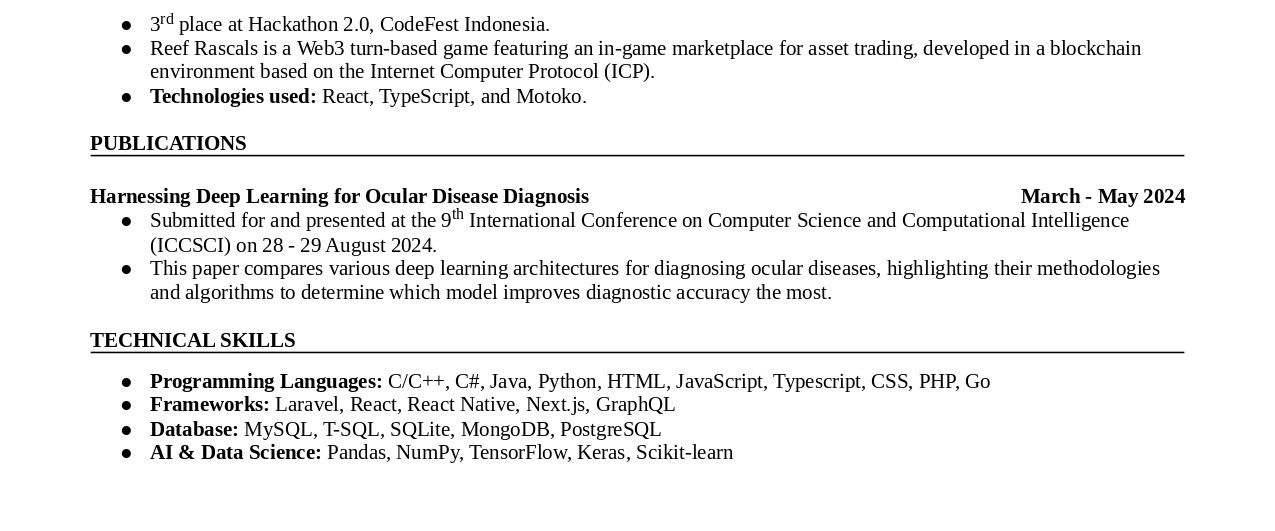 ● 3rd place at Hackathon 2.0, CodeFest Indonesia.
● Reef Rascals is a Web3 turn-based game featuring an in-game marketplace for asset trading, developed in a blockchain
environment based on the Internet Computer Protocol (ICP).
● Technologies used: React, TypeScript, and Motoko.
PUBLICATIONS
Harnessing Deep Learning for Ocular Disease Diagnosis March - May 2024
● Submitted for and presented at the 9th International Conference on Computer Science and Computational Intelligence
(ICCSCI) on 28 - 29 August 2024.
● This paper compares various deep learning architectures for diagnosing ocular diseases, highlighting their methodologies
and algorithms to determine which model improves diagnostic accuracy the most.
TECHNICAL SKILLS
● Programming Languages: C/C++, C#, Java, Python, HTML, JavaScript, Typescript, CSS, PHP, Go
● Frameworks: Laravel, React, React Native, Next.js, GraphQL
● Database: MySQL, T-SQL, SQLite, MongoDB, PostgreSQL
● AI & Data Science: Pandas, NumPy, TensorFlow, Keras, Scikit-learn